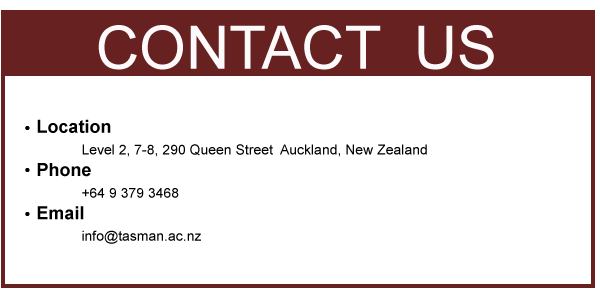 CONTACT US
• Location
Level 2, 7-8, 290 Queen Street Auckland, New Zealand
• Phone
+64 9 379 3468
• Email
info@tasman.ac.nz